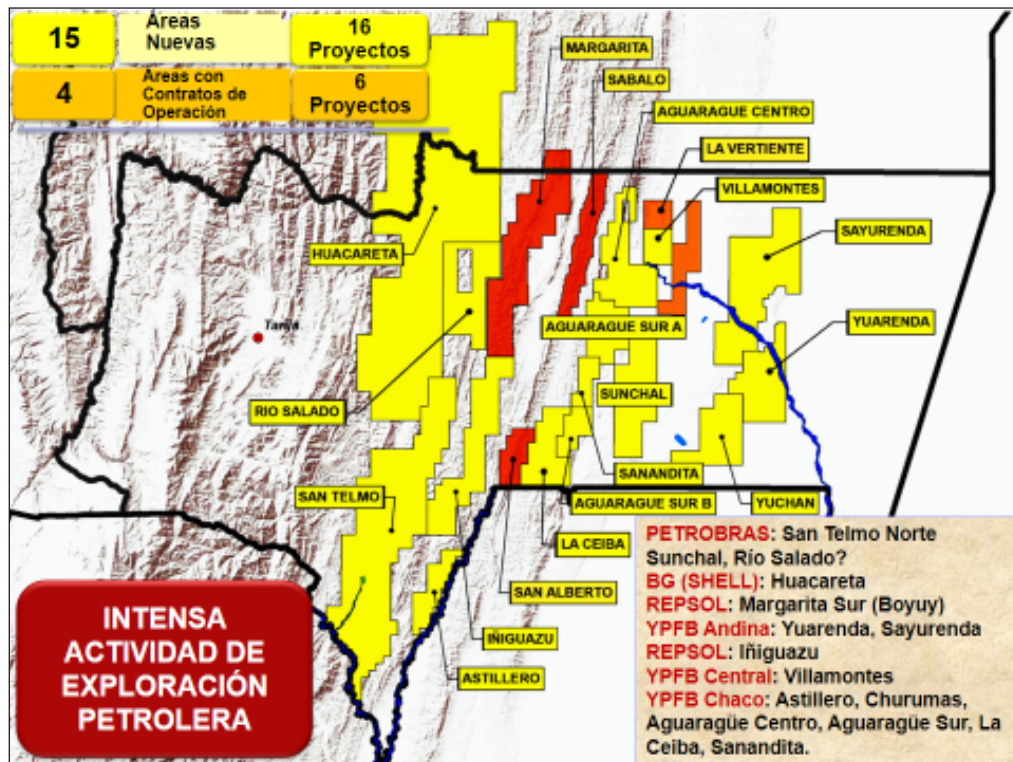 15
Áreas
Nuevas
16
Proyectos
4
Áreas con
Contratos de
Operación
6
Proyectos
MARGARITA
SABALO
AGUARAGUE CENTRO
LA VERTIENTE
VILLAMONTES
SAYURENDA
HUACARETA
Tarija
AGUARAGUE SUR A
YUARENDA
SUNCHAL
RIO SALADO
SANANDITA
SAN TELMO
AGUARAGUE SUR B
YUCHAN
LA CEIBA
SAN ALBERTO
IÑIGUAZU
ASTILLERO
INTENSA
ACTIVIDAD DE
EXPLORACIÓN
PETROLERA
PETROBRAS: San Telmo Norte
Sunchal, Río Salado?
BG (SHELL): Huacareta
REPSOL: Margarita Sur (Boyuy)
YPFB Andina: Yuarenda, Sayurenda
REPSOL: Iñiguazu
YPFB Central: Villamontes
YPFB Chaco: Astillero, Churumas,
Aguaragüe Centro, Aguaragüe Sur, La
Ceiba, Sanandita.